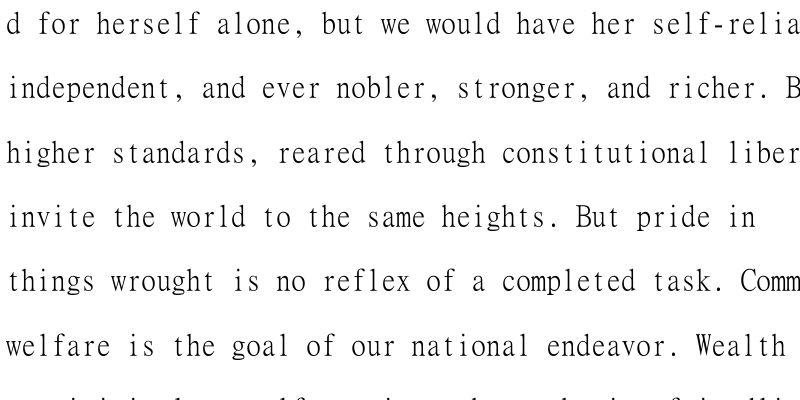 d for herself alone, but we would have her self-relia
independent, and ever nobler, stronger, and richer. B
higher standards, reared through constitutional liber
invite the world to the same heights. But pride in
things wrought is no reflex of a completed task. Comm
welfare is the goal of our national endeavor. Wealth